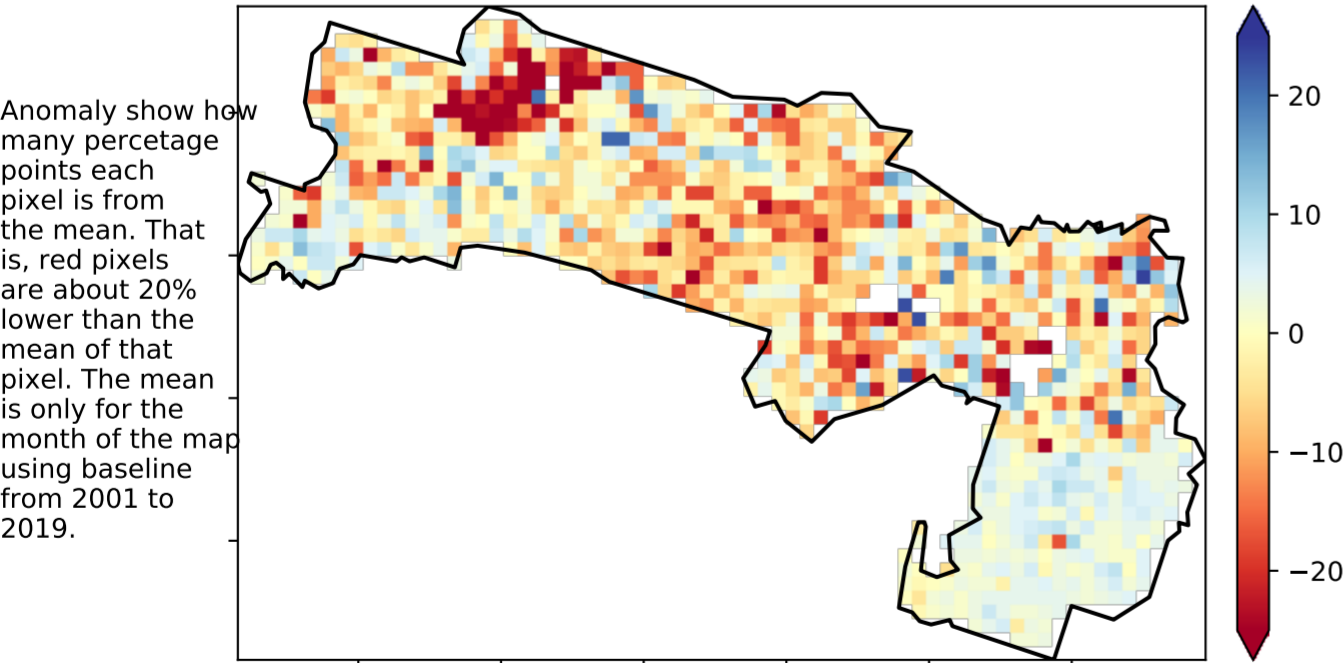 Anomaly show how
many percetage
points each
pixel is from
the mean. That
is, red pixels
are about 20%
lower than the
mean of that
pixel. The mean
is only for the
month of the map
using baseline
from 2001 to
2019.
20
10
0
−10
−20